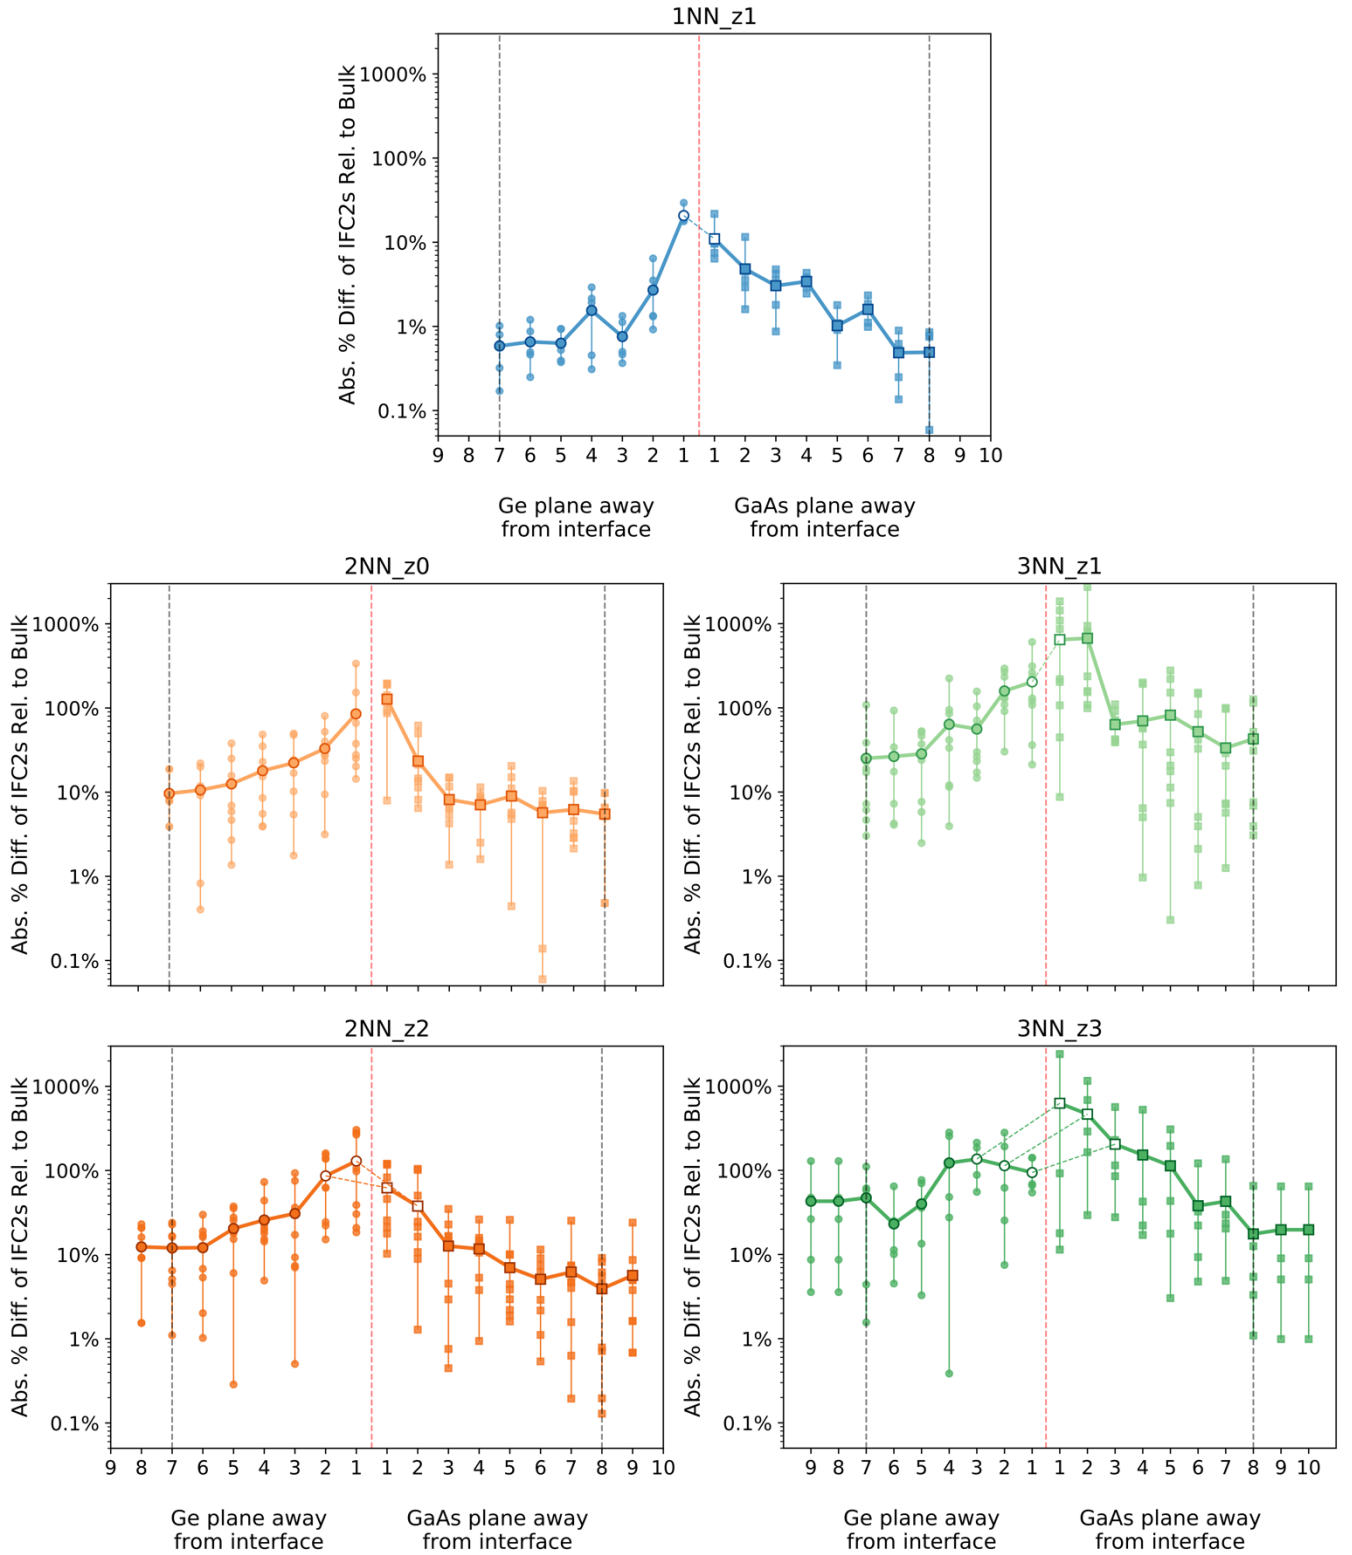 1NN_z1
Abs. % Diff. of IFC2s Rel. to Bulk
1000%
100%
10%
1%
0.1%
9 8 7 6 5 4 3 2 1 1 2 3 4 5 6 7 8 9 10
Ge plane away
from interface
GaAs plane away
from interface
2NN_z0
Abs. % Diff. of IFC2s Rel. to Bulk
1000%
100%
10%
1%
0.1%
3NN_z1
Abs. % Diff. of IFC2s Rel. to Bulk
1000%
100%
10%
1%
0.1%
2NN_z2
Abs. % Diff. of IFC2s Rel. to Bulk
1000%
100%
10%
1%
0.1%
9 8 7 6 5 4 3 2 1 1 2 3 4 5 6 7 8 9 10
Ge plane away
from interface
GaAs plane away
from interface
3NN_z3
Abs. % Diff. of IFC2s Rel. to Bulk
1000%
100%
10%
1%
0.1%
9 8 7 6 5 4 3 2 1 1 2 3 4 5 6 7 8 9 10
Ge plane away
from interface
GaAs plane away
from interface